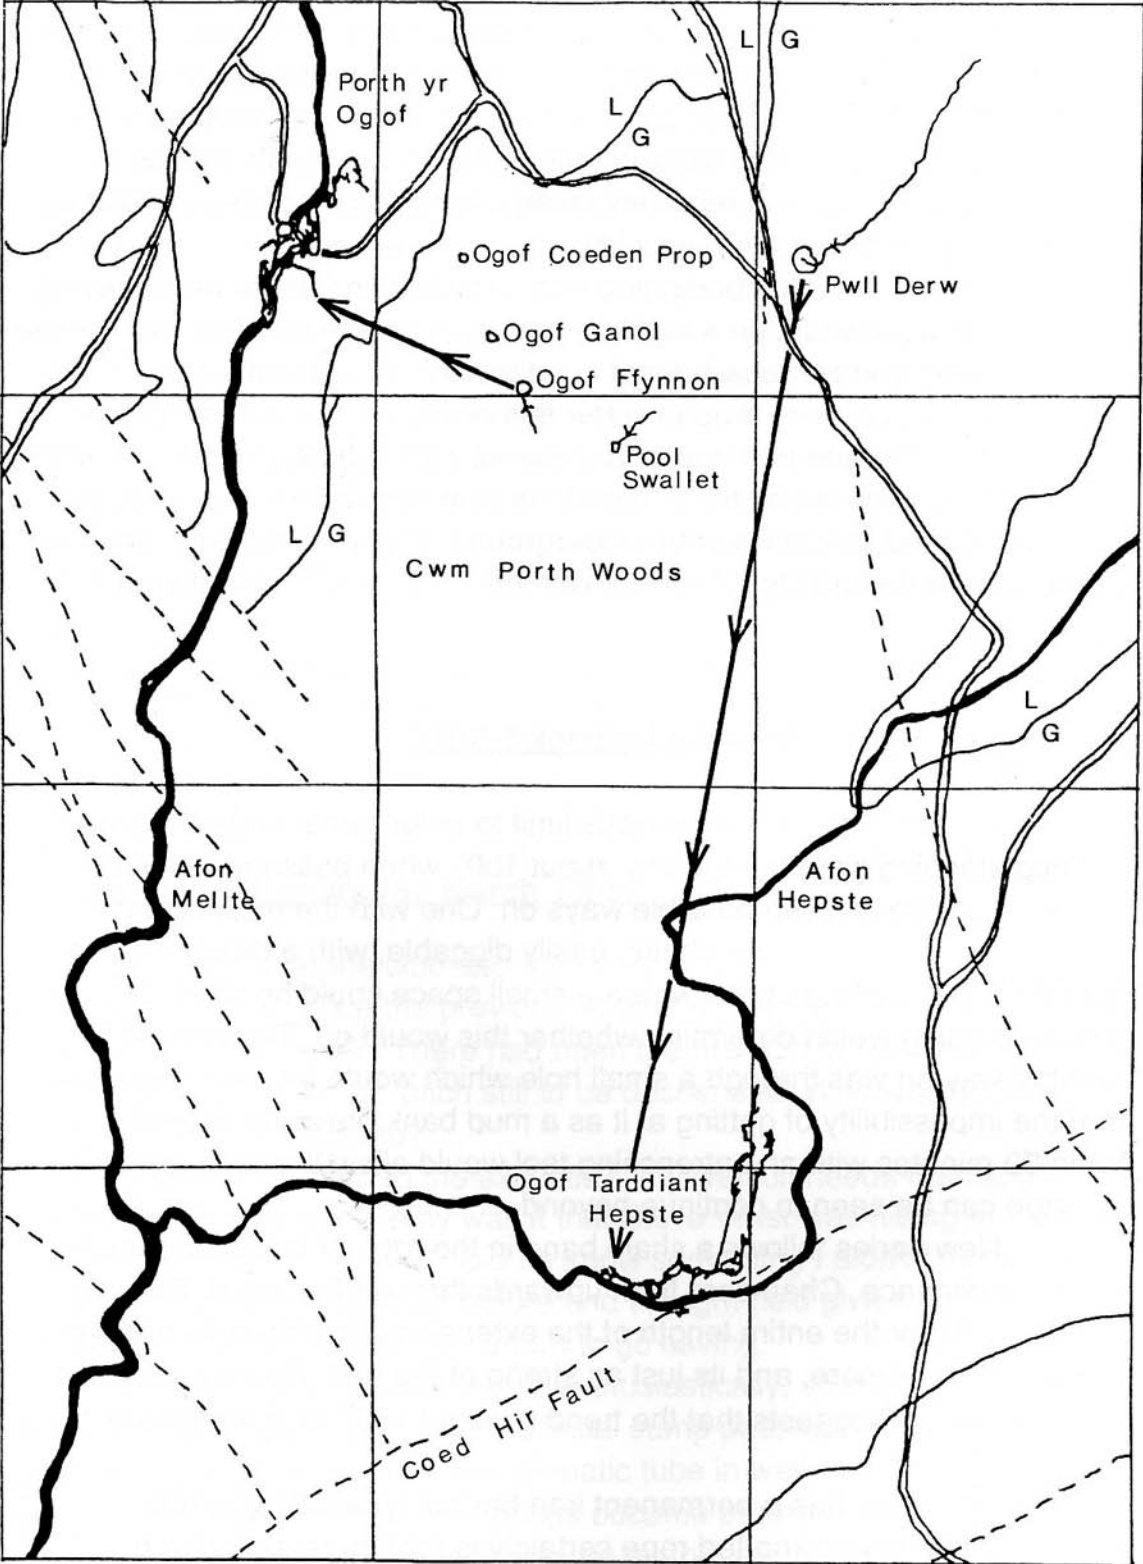 L G
Porth yr
Ogof
L
G
Ogof Coeden Prop
Pwll Derw
Ogof Ganol
Ogof Ffynnon
Pool
Swallet
L G
Cwm Porth Woods
L
G
Afon
Mellte
Afon
Hepste
Ogof Tarddiant
Hepste
Coed Hir Fault